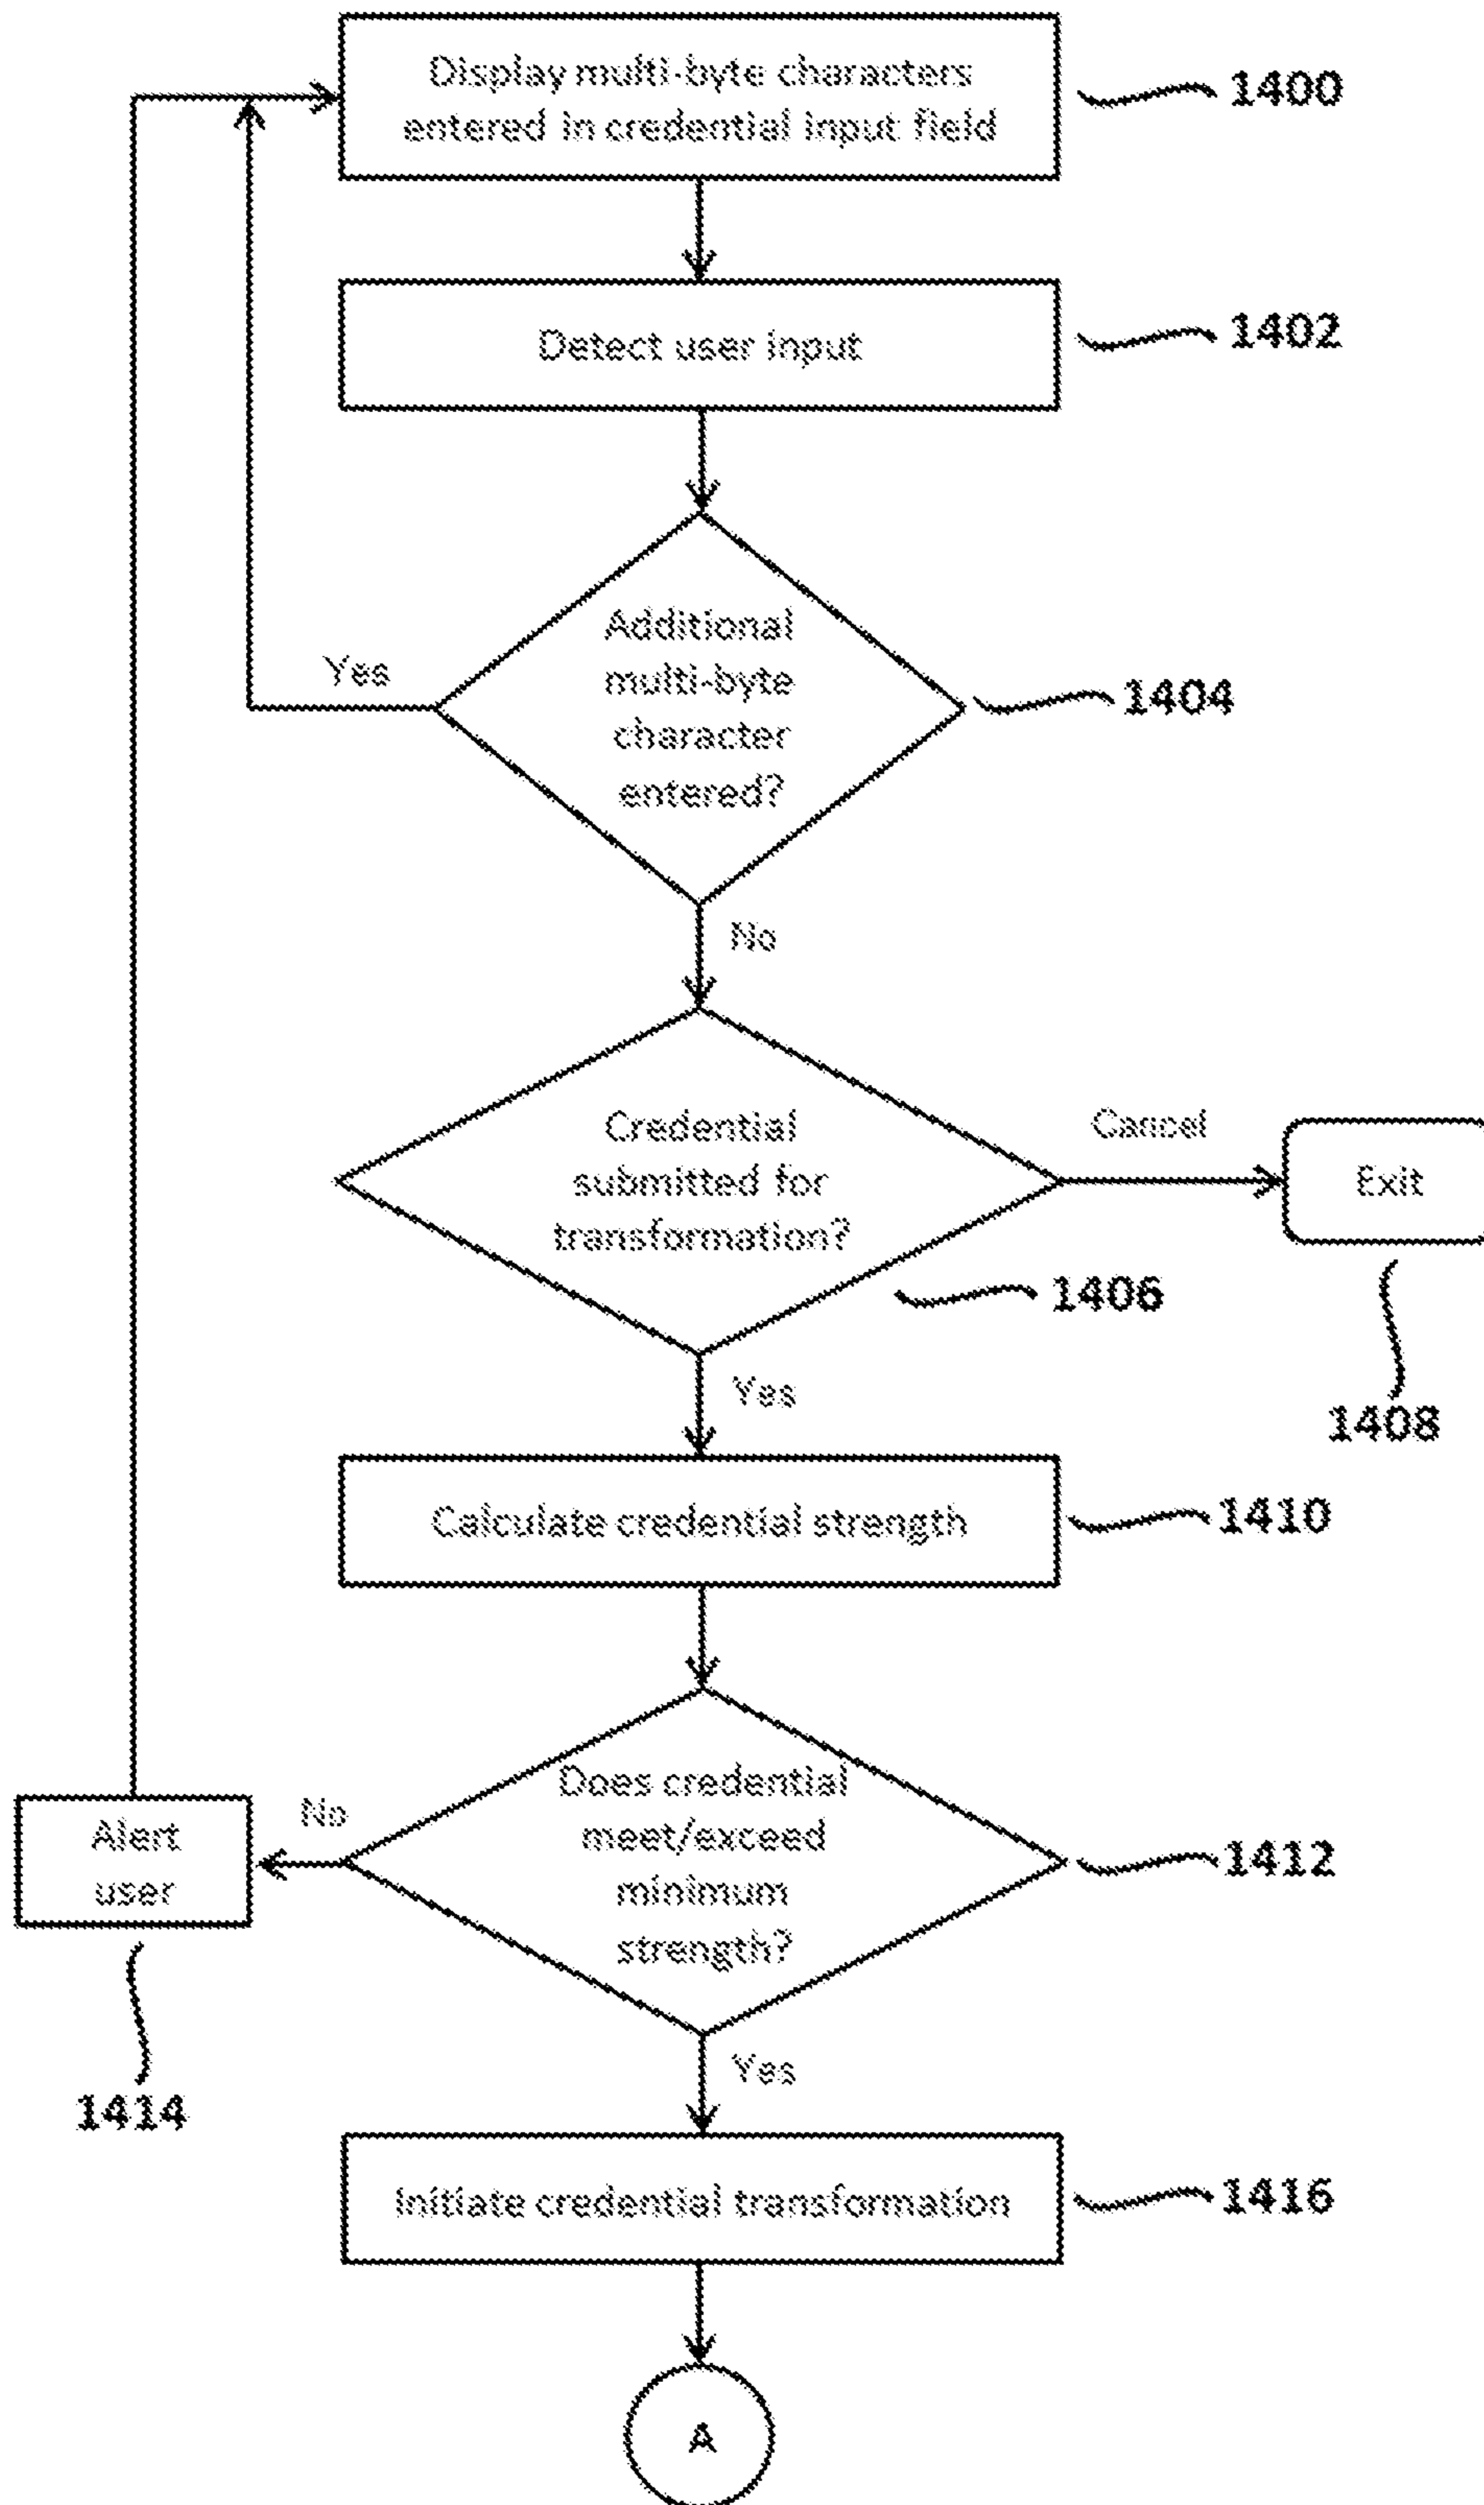 Display multi-byte characters
entered in credential input field
1400
Detect user input
1402
Additional
multi-byte
character
entered?
Yes
1404
No
Credential
submitted for
transformation?
Cancel
Exit
1406
1408
Yes
Calculate credential strength
1410
Does credential
meet/exceed
minimum
strength?
No
Alert
user
1412
1414
Yes
Initiate credential transformation
1416
A